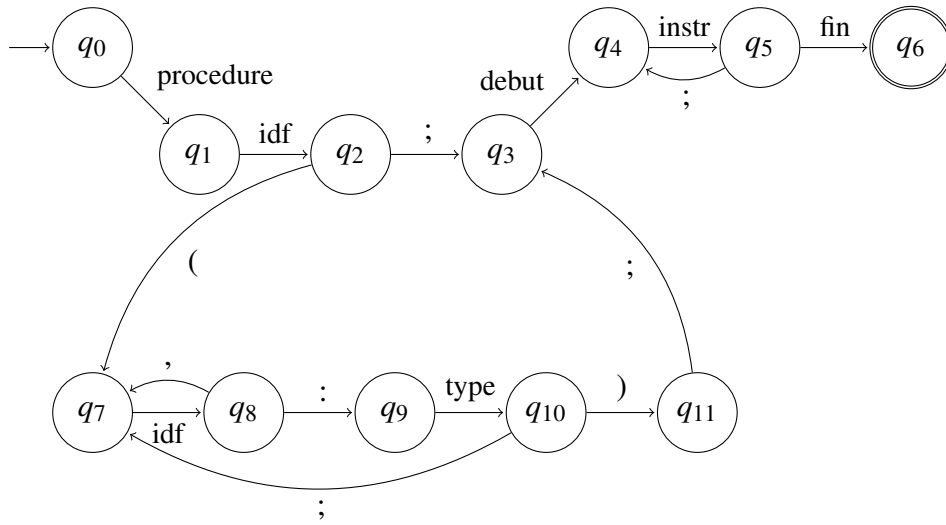 q0 q4 instr q5 fin q6
;
procedure debut
q1 idf q2 ; q3
( ;
,
q7 idf q8 : q9 type q10 ) q11
;